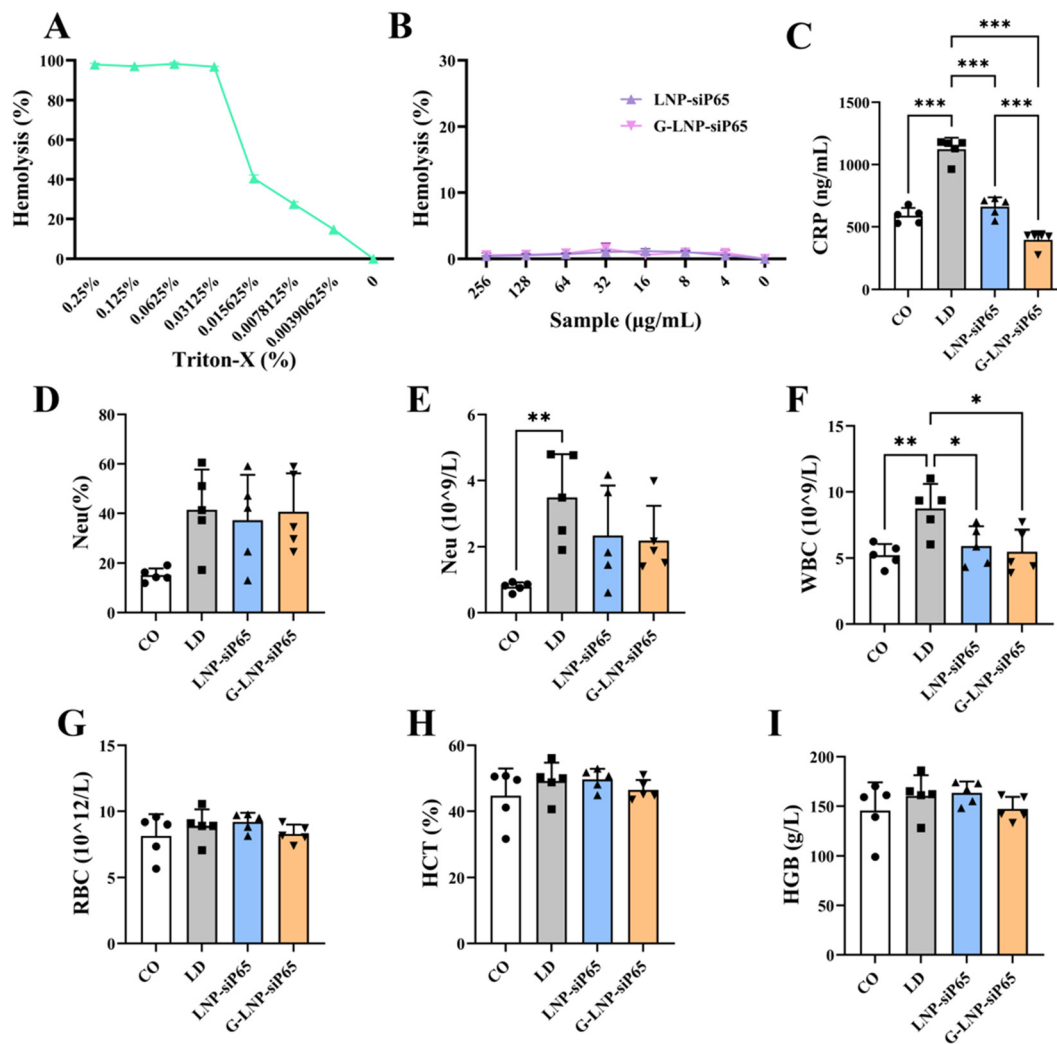 A
Hemolysis (%)
100
80
60
40
20
0
0.25%
0.125%
0.0625%
0.03125%
0.015625%
0.0078125%
0.00390625%
0
Triton-X (%)
B
Hemolysis (%)
30
20
10
0
LNP-siP65
G-LNP-siP65
256
128
64
32
16
8
4
0
Sample (μg/mL)
C
CRP (ng/mL)
1500
1000
500
0
***
***
***
***
CO
LD
LNP-siP65
G-LNP-siP65
D
Neu(%)
80
60
40
20
0
CO
LD
LNP-siP65
G-LNP-siP65
E
Neu (10^9/L)
6
4
2
0
**
CO
LD
LNP-siP65
G-LNP-siP65
F
WBC (10^9/L)
15
10
5
0
*
**
*
CO
LD
LNP-siP65
G-LNP-siP65
G
RBC (10^12/L)
15
10
5
0
CO
LD
LNP-siP65
G-LNP-siP65
H
HCT (%)
60
40
20
0
CO
LD
LNP-siP65
G-LNP-siP65
I
HGB (g/L)
200
150
100
50
0
CO
LD
LNP-siP65
G-LNP-siP65